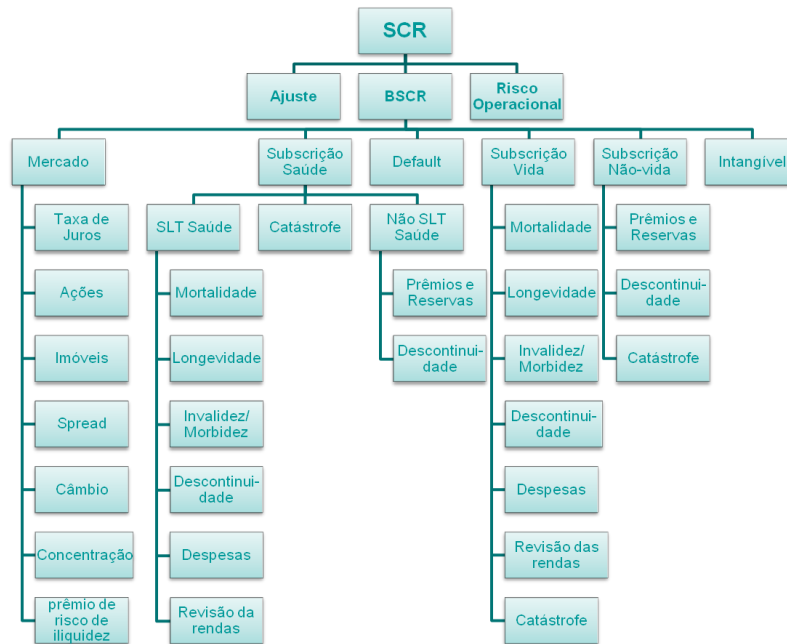 SCR
Ajuste
BSCR
Risco
Operacional
Mercado
Subscrição
Saúde
Default
Subscrição
Vida
Subscrição
Não-vida
Intangível
Taxa de
Juros
Ações
Imóveis
Spread
Câmbio
Concentração
prêmio de
risco de
iliquidez
SLT Saúde
Catástrofe
Não SLT
Saúde
Mortalidade
Longevidade
Invalidez/
Morbidez
Descontinui-
dade
Despesas
Revisão da
rendas
Prêmios e
Reservas
Descontinui-
dade
Mortalidade
Longevidade
Invalidez/
Morbidez
Descontinui-
dade
Despesas
Revisão das
rendas
Catástrofe
Prêmios e
Reservas
Descontinui-
dade
Catástrofe